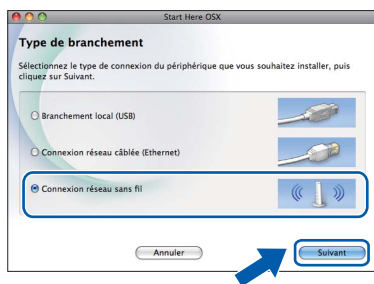 Start Here OSX
Type de branchement
Sélectionnez le type de connexion du périphérique que vous souhaitez installer, puis
cliquez sur Suivant.
Branchement local (USB)
Connexion réseau câblée (Ethernet)
Connexion réseau sans fil
Annuler
Suivant